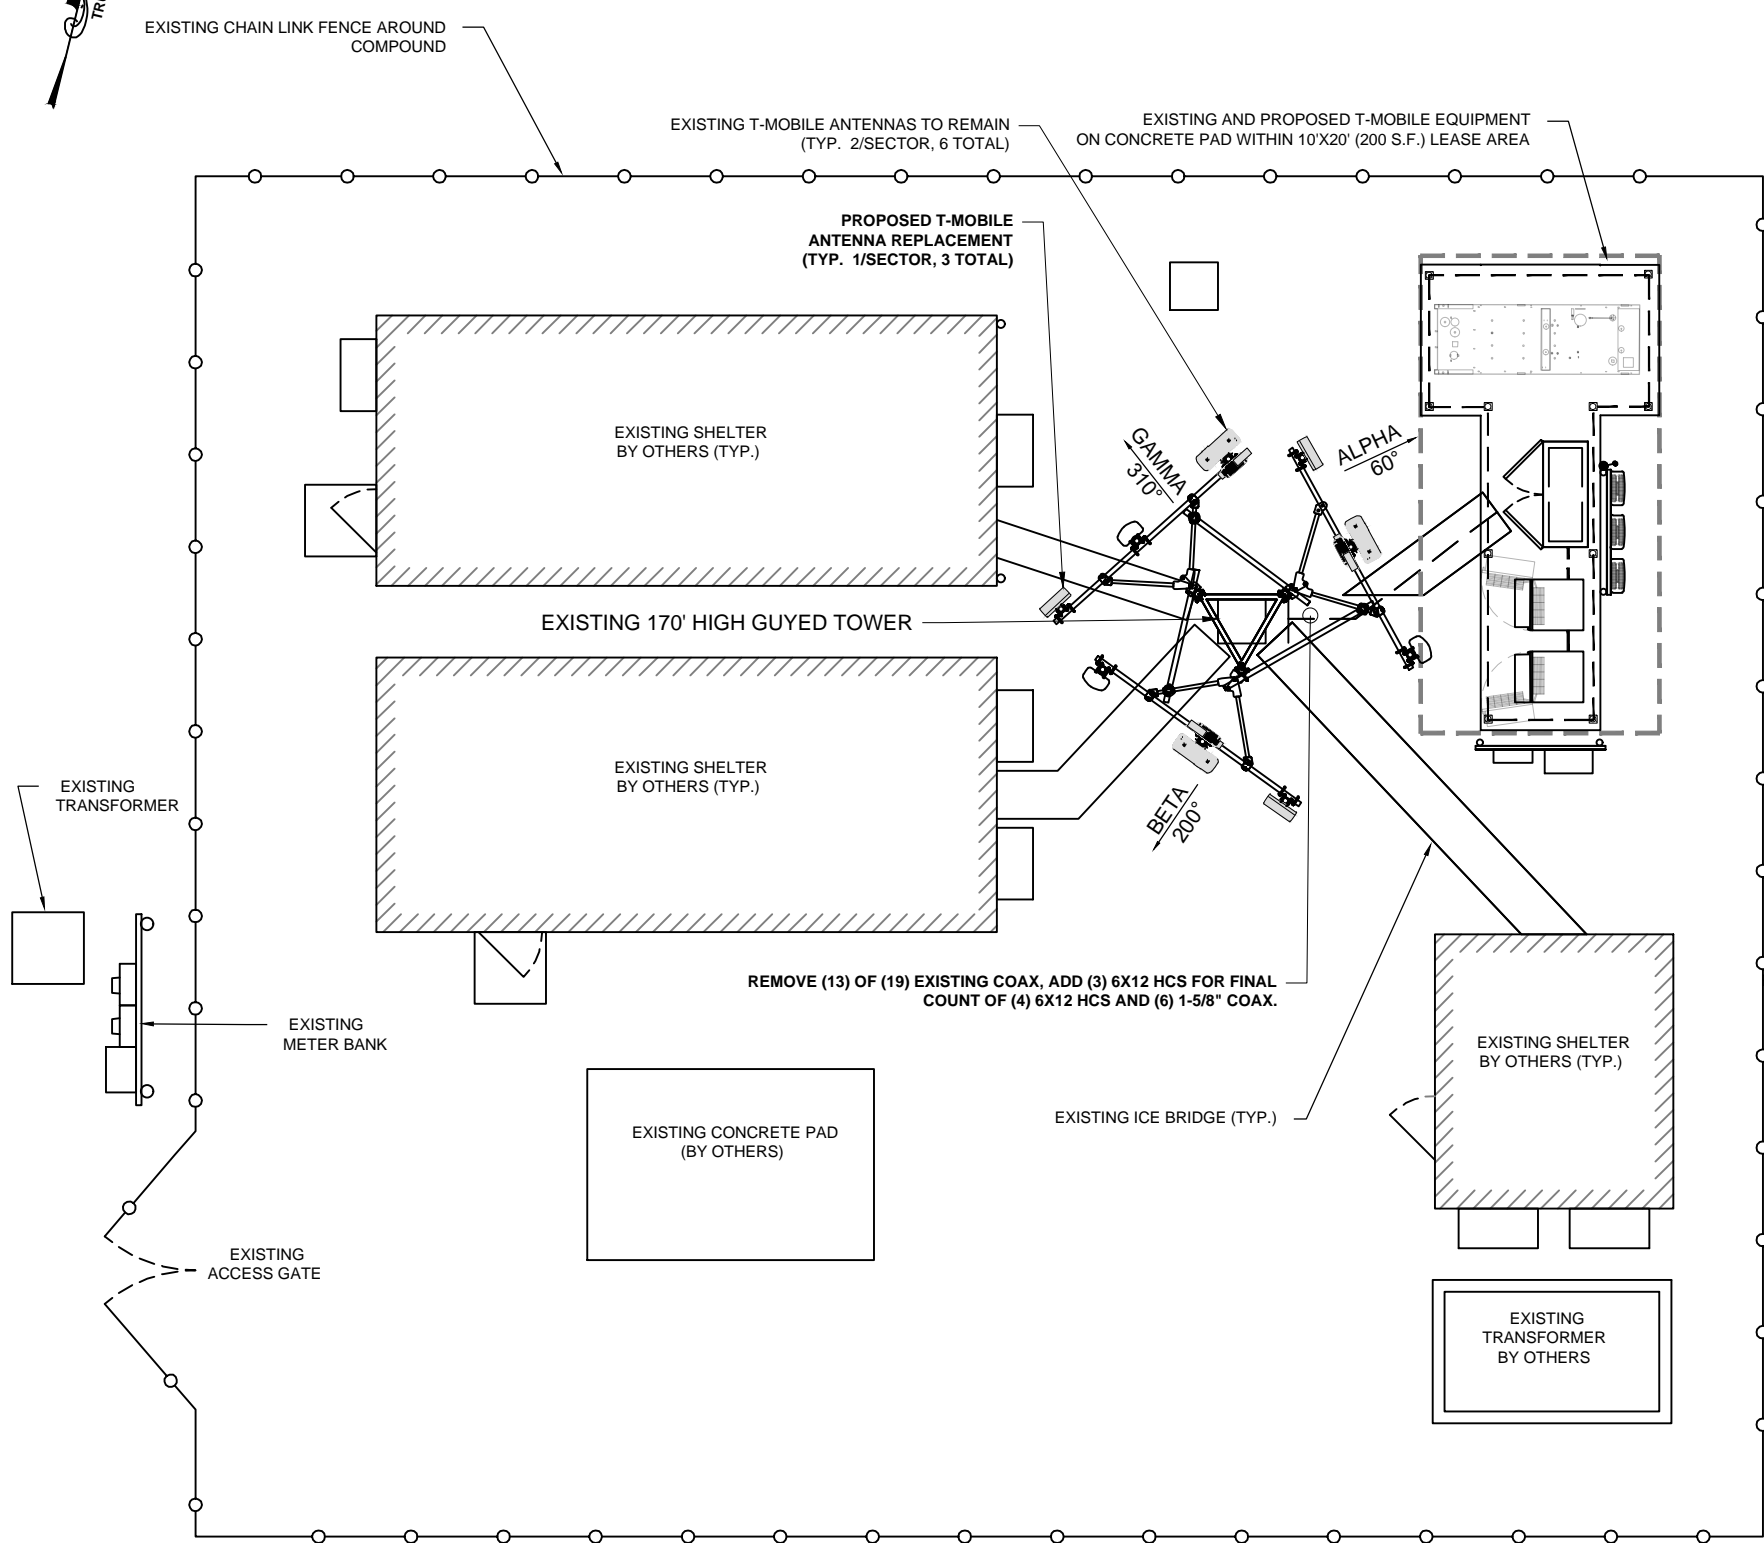 EXISTING CHAIN LINK FENCE AROUND
COMPOUND
EXISTING T-MOBILE ANTENNAS TO REMAIN
(TYP. 2/SECTOR, 6 TOTAL)
EXISTING AND PROPOSED T-MOBILE EQUIPMENT
ON CONCRETE PAD WITHIN 10'X20' (200 S.F.) LEASE AREA
PROPOSED T-MOBILE
ANTENNA REPLACEMENT
(TYP. 1/SECTOR, 3 TOTAL)
EXISTING SHELTER
BY OTHERS (TYP.)
GAMMA
310°
ALPHA
60°
EXISTING 170' HIGH GUYED TOWER
EXISTING SHELTER
BY OTHERS (TYP.)
BETA
200°
EXISTING
TRANSFORMER
REMOVE (13) OF (19) EXISTING COAX, ADD (3) 6X12 HCS FOR FINAL
COUNT OF (4) 6X12 HCS AND (6) 1-5/8" COAX.
EXISTING
METER BANK
EXISTING SHELTER
BY OTHERS (TYP.)
EXISTING ICE BRIDGE (TYP.)
EXISTING CONCRETE PAD
(BY OTHERS)
EXISTING
ACCESS GATE
EXISTING
TRANSFORMER
BY OTHERS